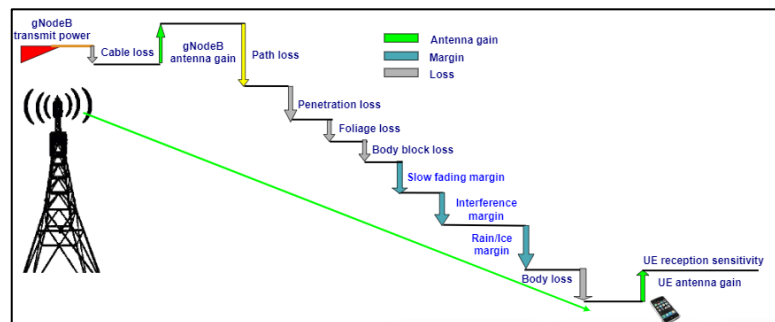 gNodeB
transmit power
Cable loss
gNodeB
antenna gain
Path loss
Antenna gain
Margin
Loss
Penetration loss
Foliage loss
Body block loss
Slow fading margin
Interference
margin
Rain/Ice
margin
Body loss
UE reception sensitivity
UE antenna gain